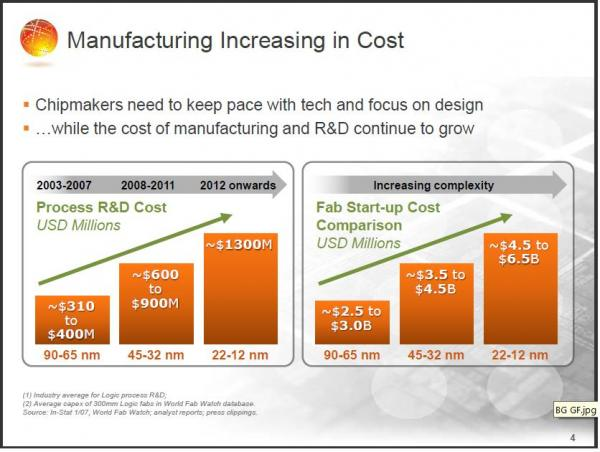 Manufacturing Increasing in Cost
Chipmakers need to keep pace with tech and focus on design
…while the cost of manufacturing and R&D continue to grow
2003-2007 2008-2011 2012 onwards
Process R&D Cost
USD Millions
~$310
to
$400M
~$600
to
$900M
~$1300M
90-65 nm 45-32 nm 22-12 nm
Increasing complexity
Fab Start-up Cost
Comparison
USD Millions
~$2.5 to
$3.0B
~$3.5 to
$4.5B
~$4.5 to
$6.5B
90-65 nm 45-32 nm 22-12 nm
(1) Industry average for Logic process R&D;
(2) Average capex of 300mm Logic fabs in World Fab Watch database.
Source: In-Stat 1/07, World Fab Watch; analyst reports; press clippings.
BG GF.jpg
4